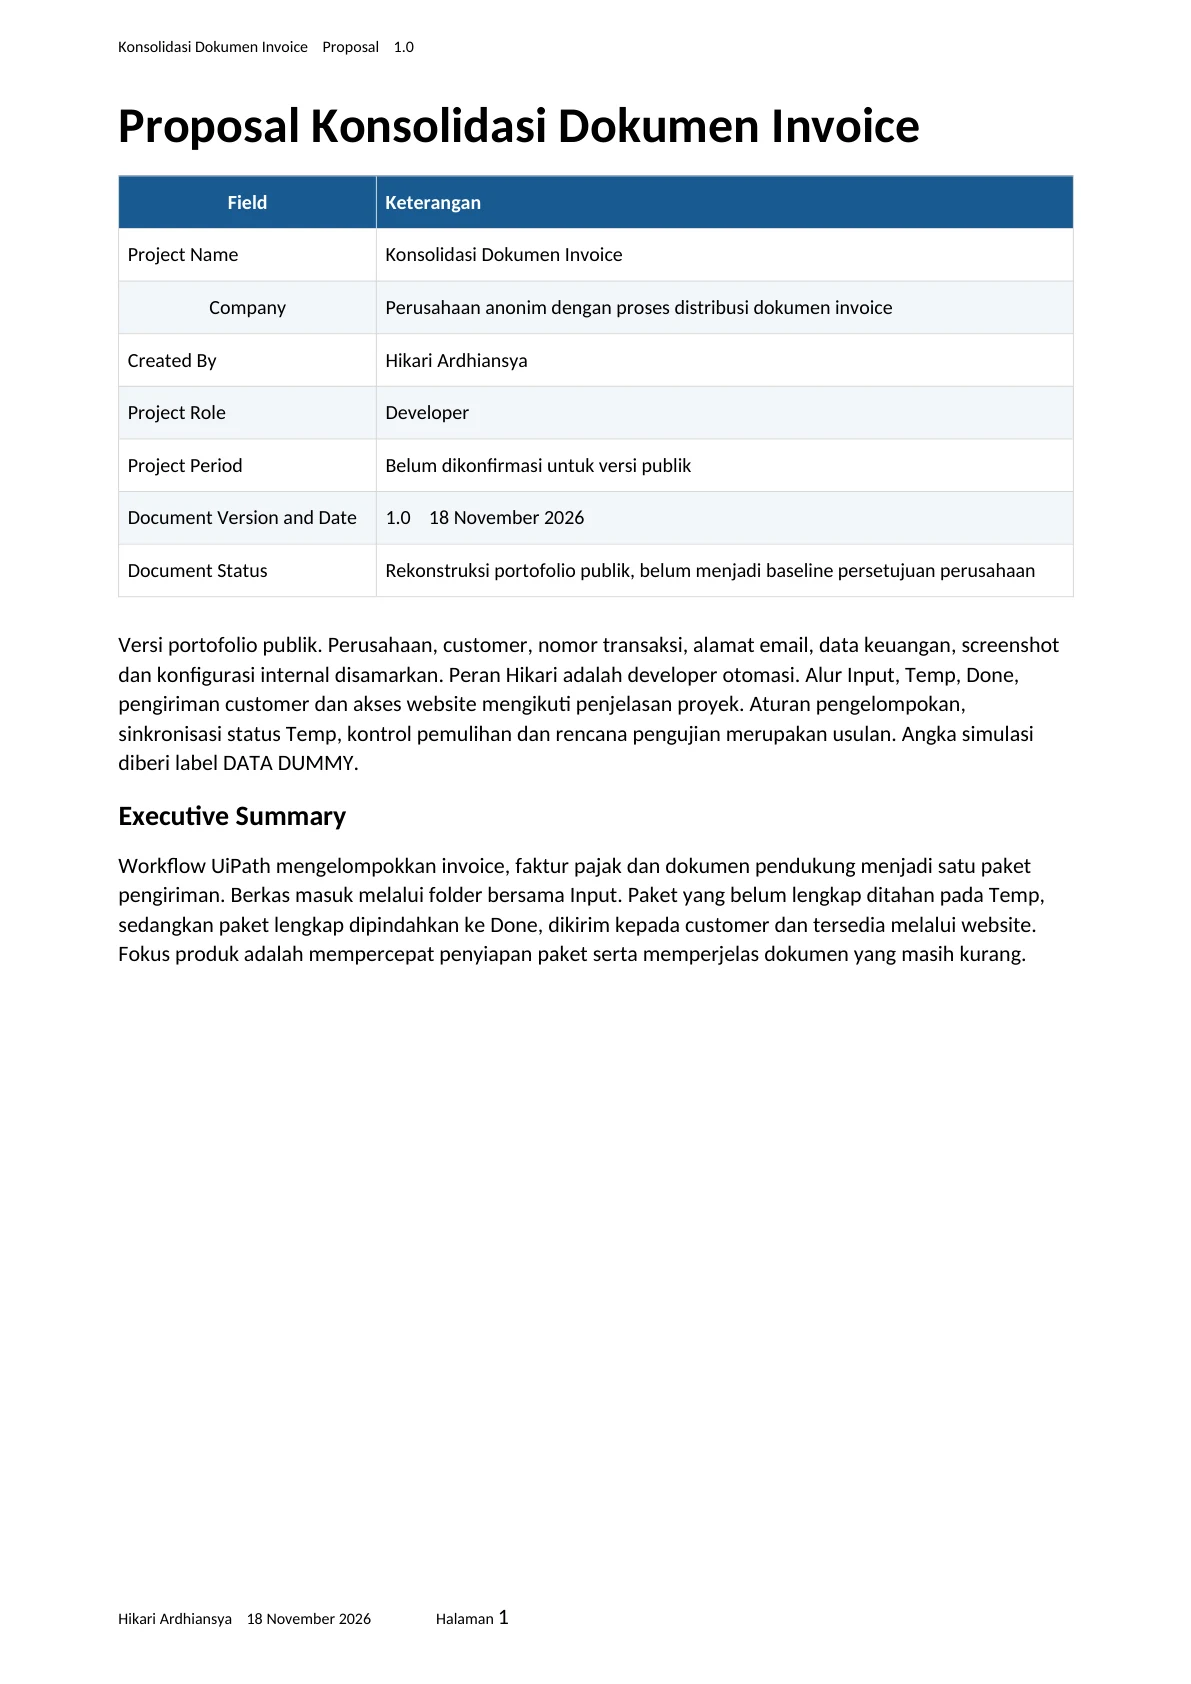 Konsolidasi Dokumen Invoice Proposal 1.0
Proposal Konsolidasi Dokumen Invoice
Field Keterangan
Project Name Konsolidasi Dokumen Invoice
Company Perusahaan anonim dengan proses distribusi dokumen invoice
Created By Hikari Ardhiansya
Project Role Developer
Project Period Belum dikonfirmasi untuk versi publik
Document Version and Date 1.0 18 November 2026
Document Status Rekonstruksi portofolio publik, belum menjadi baseline persetujuan perusahaan
Versi portofolio publik. Perusahaan, customer, nomor transaksi, alamat email, data keuangan, screenshot
dan konfigurasi internal disamarkan. Peran Hikari adalah developer otomasi. Alur Input, Temp, Done,
pengiriman customer dan akses website mengikuti penjelasan proyek. Aturan pengelompokan,
sinkronisasi status Temp, kontrol pemulihan dan rencana pengujian merupakan usulan. Angka simulasi
diberi label DATA DUMMY.
Executive Summary
Workflow UiPath mengelompokkan invoice, faktur pajak dan dokumen pendukung menjadi satu paket
pengiriman. Berkas masuk melalui folder bersama Input. Paket yang belum lengkap ditahan pada Temp,
sedangkan paket lengkap dipindahkan ke Done, dikirim kepada customer dan tersedia melalui website.
Fokus produk adalah mempercepat penyiapan paket serta memperjelas dokumen yang masih kurang.
Hikari Ardhiansya 18 November 2026 Halaman 1